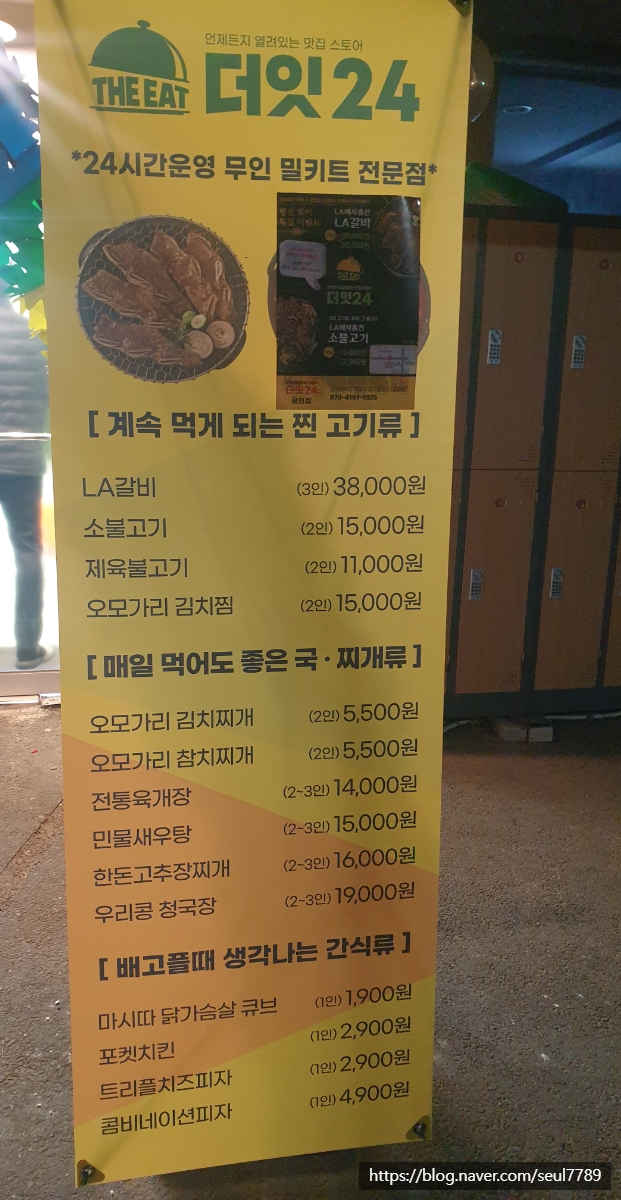 언제든지 열려있는 맛집 스토어
THE EAT 더잇24
*24시간운영 무인 밀키트 전문점*
LA갈비
더잇24
소불고기
더잇24
[ 계속 먹게 되는 찐 고기류 ]
LA갈비 (3인) 38,000원
소불고기 (2인) 15,000원
제육불고기 (2인) 11,000원
오모가리 김치찜 (2인) 15,000원
[ 매일 먹어도 좋은 국·찌개류 ]
오모가리 김치찌개 (2인) 5,500원
오모가리 참치찌개 (2인) 5,500원
전통육개장 (2~3인) 14,000원
민물새우탕 (2~3인) 15,000원
한돈고추장찌개 (2~3인) 16,000원
우리콩 청국장 (2~3인) 19,000원
[ 배고플때 생각나는 간식류 ]
마시따 닭가슴살 큐브 (1인) 1,900원
포켓치킨 (1인) 2,900원
트리플치즈피자 (1인) 2,900원
콤비네이션피자 (1인) 4,900원
https://blog.naver.com/seul7789